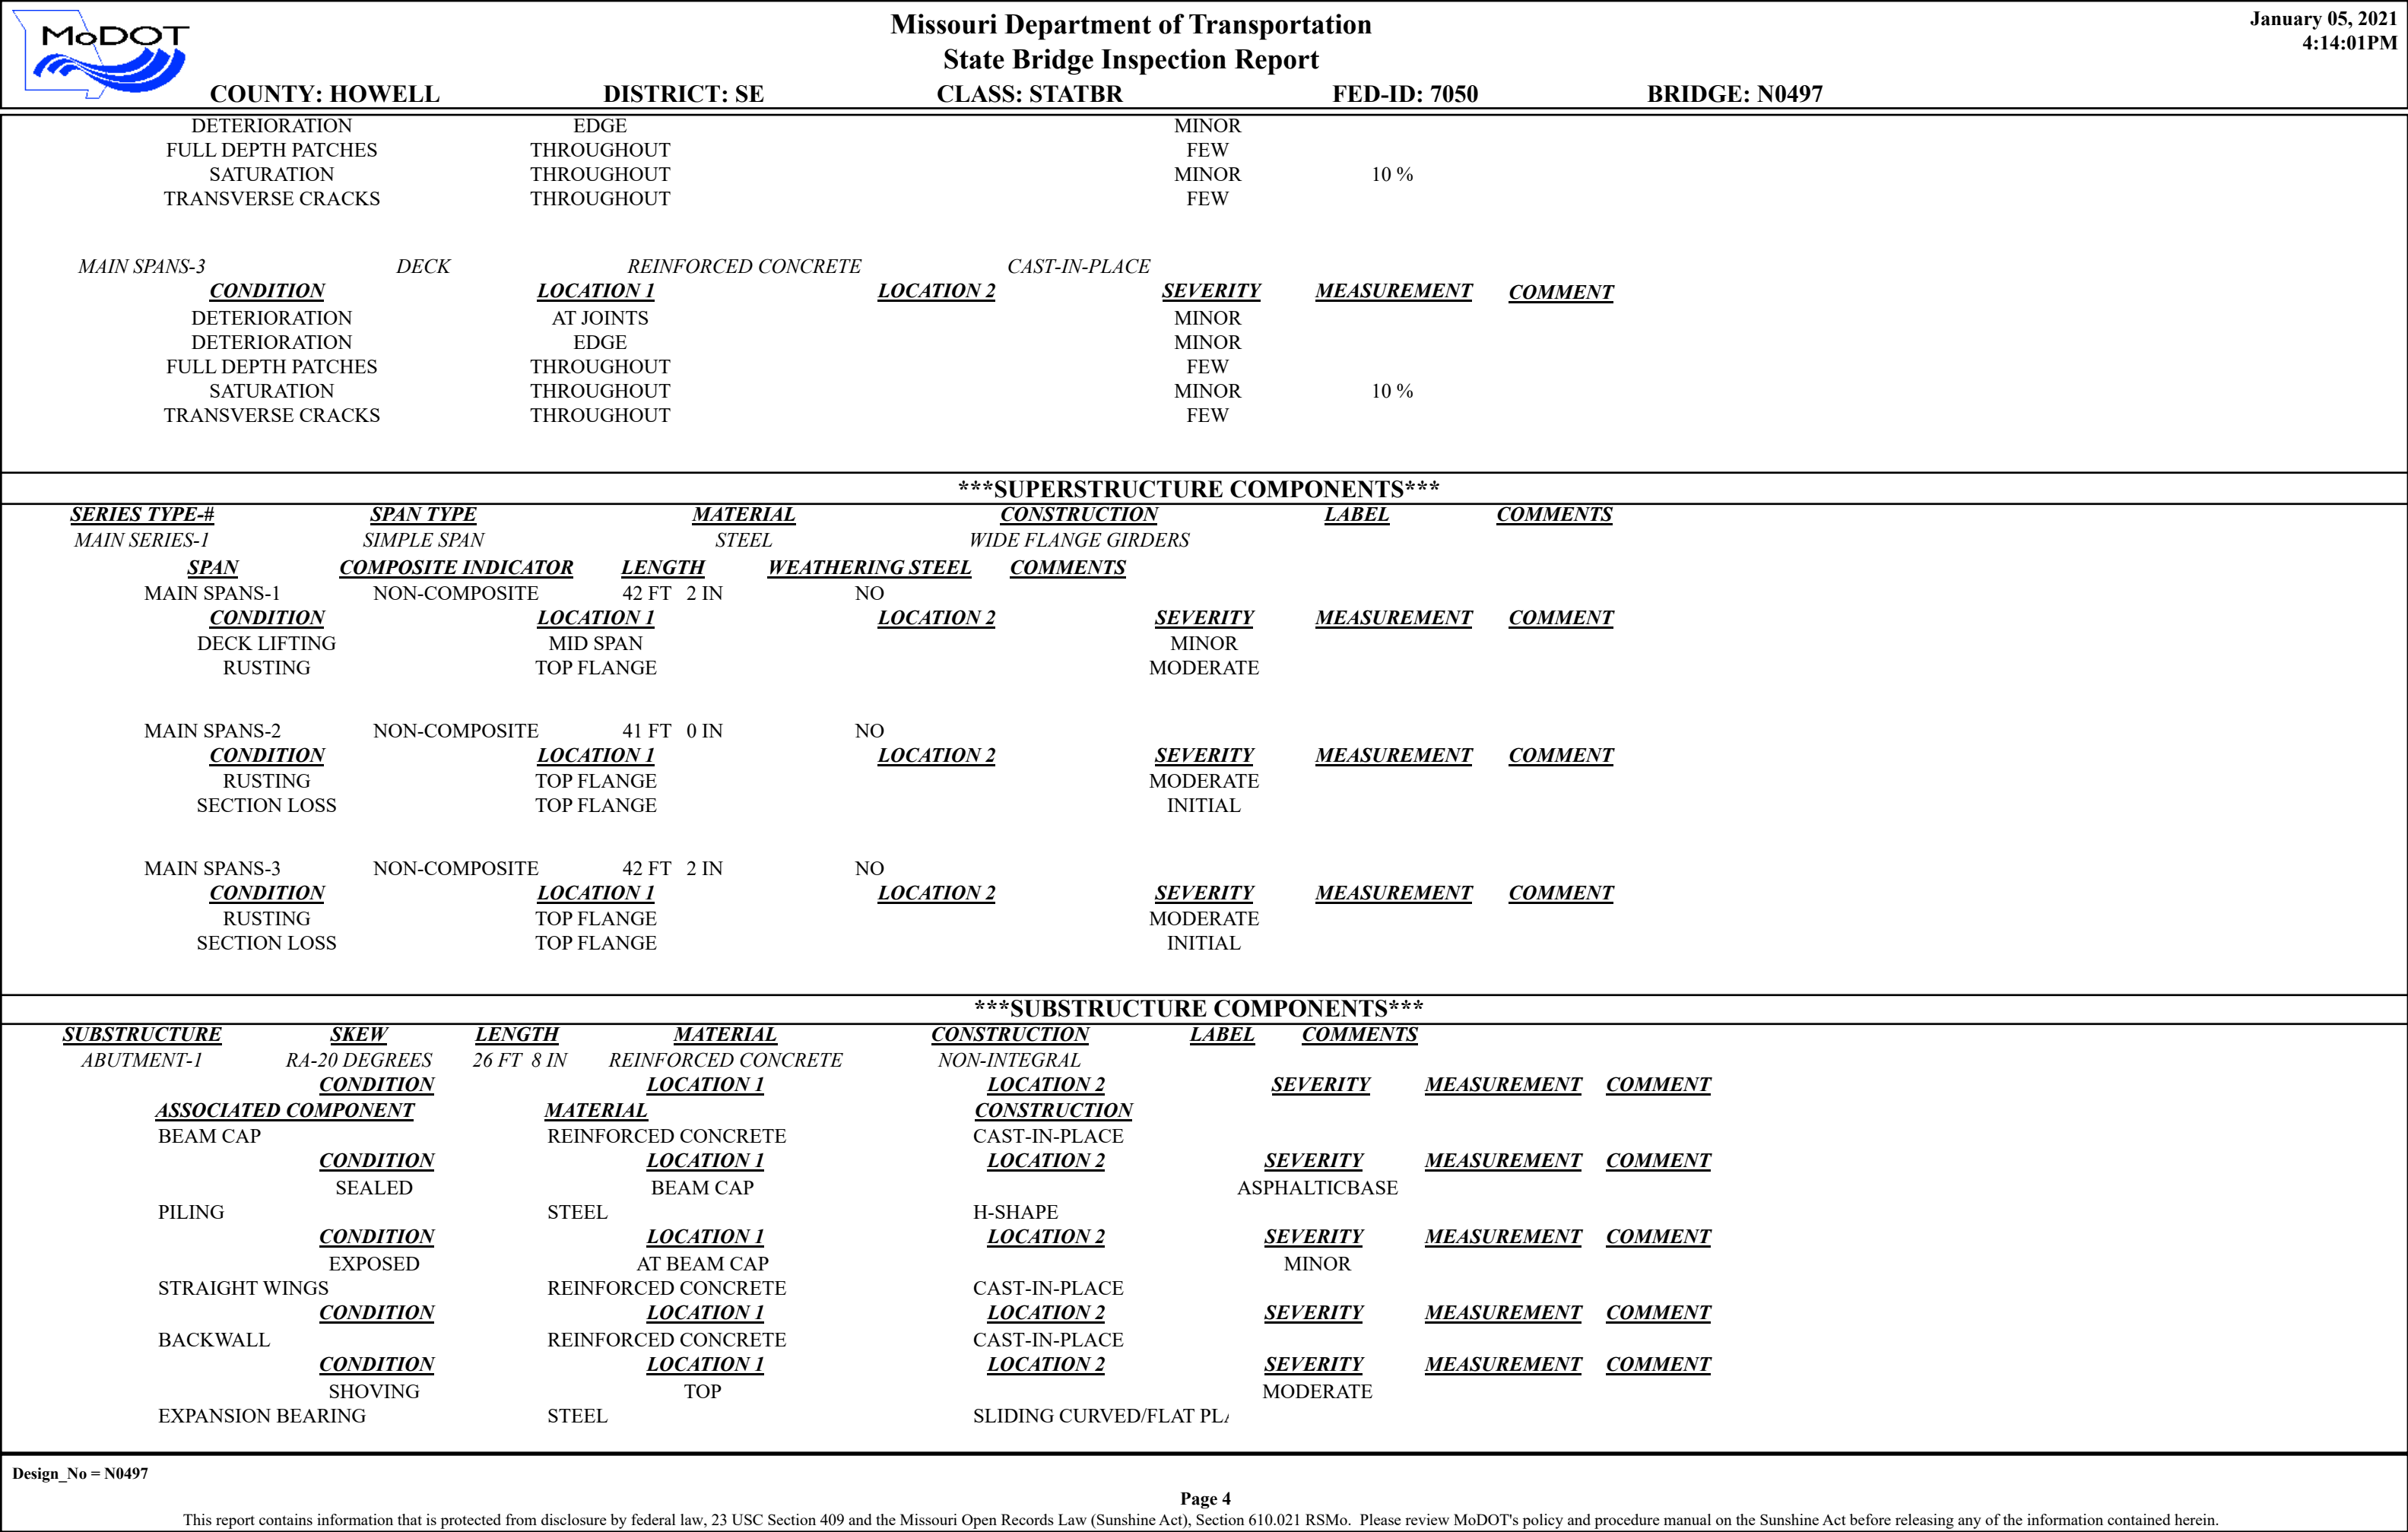 MoDOT
Missouri Department of Transportation
State Bridge Inspection Report
January 05, 2021
4:14:01PM
COUNTY: HOWELL DISTRICT: SE CLASS: STATBR FED-ID: 7050 BRIDGE: N0497
DETERIORATION EDGE MINOR
FULL DEPTH PATCHES THROUGHOUT FEW
SATURATION THROUGHOUT MINOR 10 %
TRANSVERSE CRACKS THROUGHOUT FEW
MAIN SPANS-3 DECK REINFORCED CONCRETE CAST-IN-PLACE
CONDITION LOCATION 1 LOCATION 2 SEVERITY MEASUREMENT COMMENT
DETERIORATION AT JOINTS MINOR
DETERIORATION EDGE MINOR
FULL DEPTH PATCHES THROUGHOUT FEW
SATURATION THROUGHOUT MINOR 10 %
TRANSVERSE CRACKS THROUGHOUT FEW
***SUPERSTRUCTURE COMPONENTS***
SERIES TYPE-# SPAN TYPE MATERIAL CONSTRUCTION LABEL COMMENTS
MAIN SERIES-1 SIMPLE SPAN STEEL WIDE FLANGE GIRDERS
SPAN COMPOSITE INDICATOR LENGTH WEATHERING STEEL COMMENTS
MAIN SPANS-1 NON-COMPOSITE 42 FT 2 IN NO
CONDITION LOCATION 1 LOCATION 2 SEVERITY MEASUREMENT COMMENT
DECK LIFTING MID SPAN MINOR
RUSTING TOP FLANGE MODERATE
MAIN SPANS-2 NON-COMPOSITE 41 FT 0 IN NO
CONDITION LOCATION 1 LOCATION 2 SEVERITY MEASUREMENT COMMENT
RUSTING TOP FLANGE MODERATE
SECTION LOSS TOP FLANGE INITIAL
MAIN SPANS-3 NON-COMPOSITE 42 FT 2 IN NO
CONDITION LOCATION 1 LOCATION 2 SEVERITY MEASUREMENT COMMENT
RUSTING TOP FLANGE MODERATE
SECTION LOSS TOP FLANGE INITIAL
***SUBSTRUCTURE COMPONENTS***
SUBSTRUCTURE SKEW LENGTH MATERIAL CONSTRUCTION LABEL COMMENTS
ABUTMENT-1 RA-20 DEGREES 26 FT 8 IN REINFORCED CONCRETE NON-INTEGRAL
CONDITION LOCATION 1 LOCATION 2 SEVERITY MEASUREMENT COMMENT
ASSOCIATED COMPONENT MATERIAL CONSTRUCTION
BEAM CAP REINFORCED CONCRETE CAST-IN-PLACE
CONDITION LOCATION 1 LOCATION 2 SEVERITY MEASUREMENT COMMENT
SEALED BEAM CAP ASPHALTICBASE
PILING STEEL H-SHAPE
CONDITION LOCATION 1 LOCATION 2 SEVERITY MEASUREMENT COMMENT
EXPOSED AT BEAM CAP MINOR
STRAIGHT WINGS REINFORCED CONCRETE CAST-IN-PLACE
CONDITION LOCATION 1 LOCATION 2 SEVERITY MEASUREMENT COMMENT
BACKWALL REINFORCED CONCRETE CAST-IN-PLACE
CONDITION LOCATION 1 LOCATION 2 SEVERITY MEASUREMENT COMMENT
SHOVING TOP MODERATE
EXPANSION BEARING STEEL SLIDING CURVED/FLAT PL
Design_No = N0497
Page 4
This report contains information that is protected from disclosure by federal law, 23 USC Section 409 and the Missouri Open Records Law (Sunshine Act), Section 610.021 RSMo. Please review MoDOT's policy and procedure manual on the Sunshine Act before releasing any of the information contained herein.